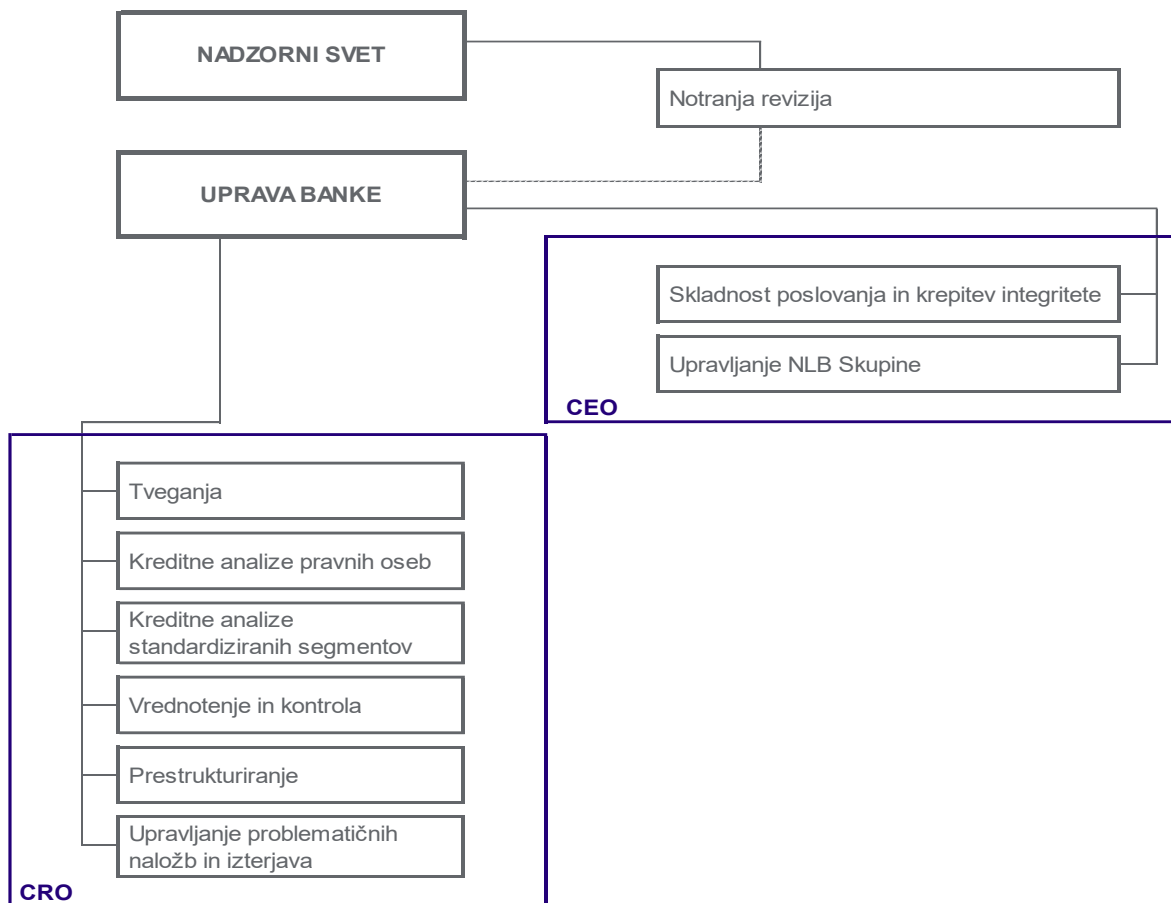 NADZORNI SVET
Notranja revizija
UPRAVA BANKE
Skladnost poslovanja in krepitev integritete
Upravljanje NLB Skupine
CEO
Tveganja
Kreditne analize pravnih oseb
Kreditne analize
standardiziranih segmentov
Vrednotenje in kontrola
Prestrukturiranje
Upravljanje problematičnih
naložb in izterjava
CRO